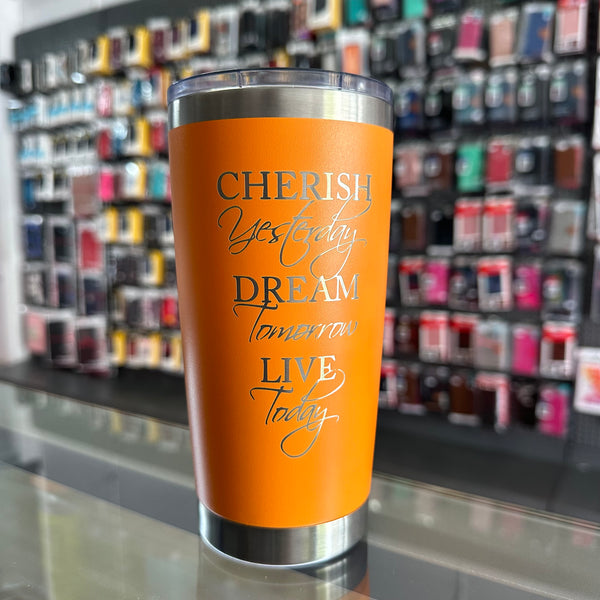 CHERISH
Yesterday
DREAM
Tomorrow
LIVE
Today